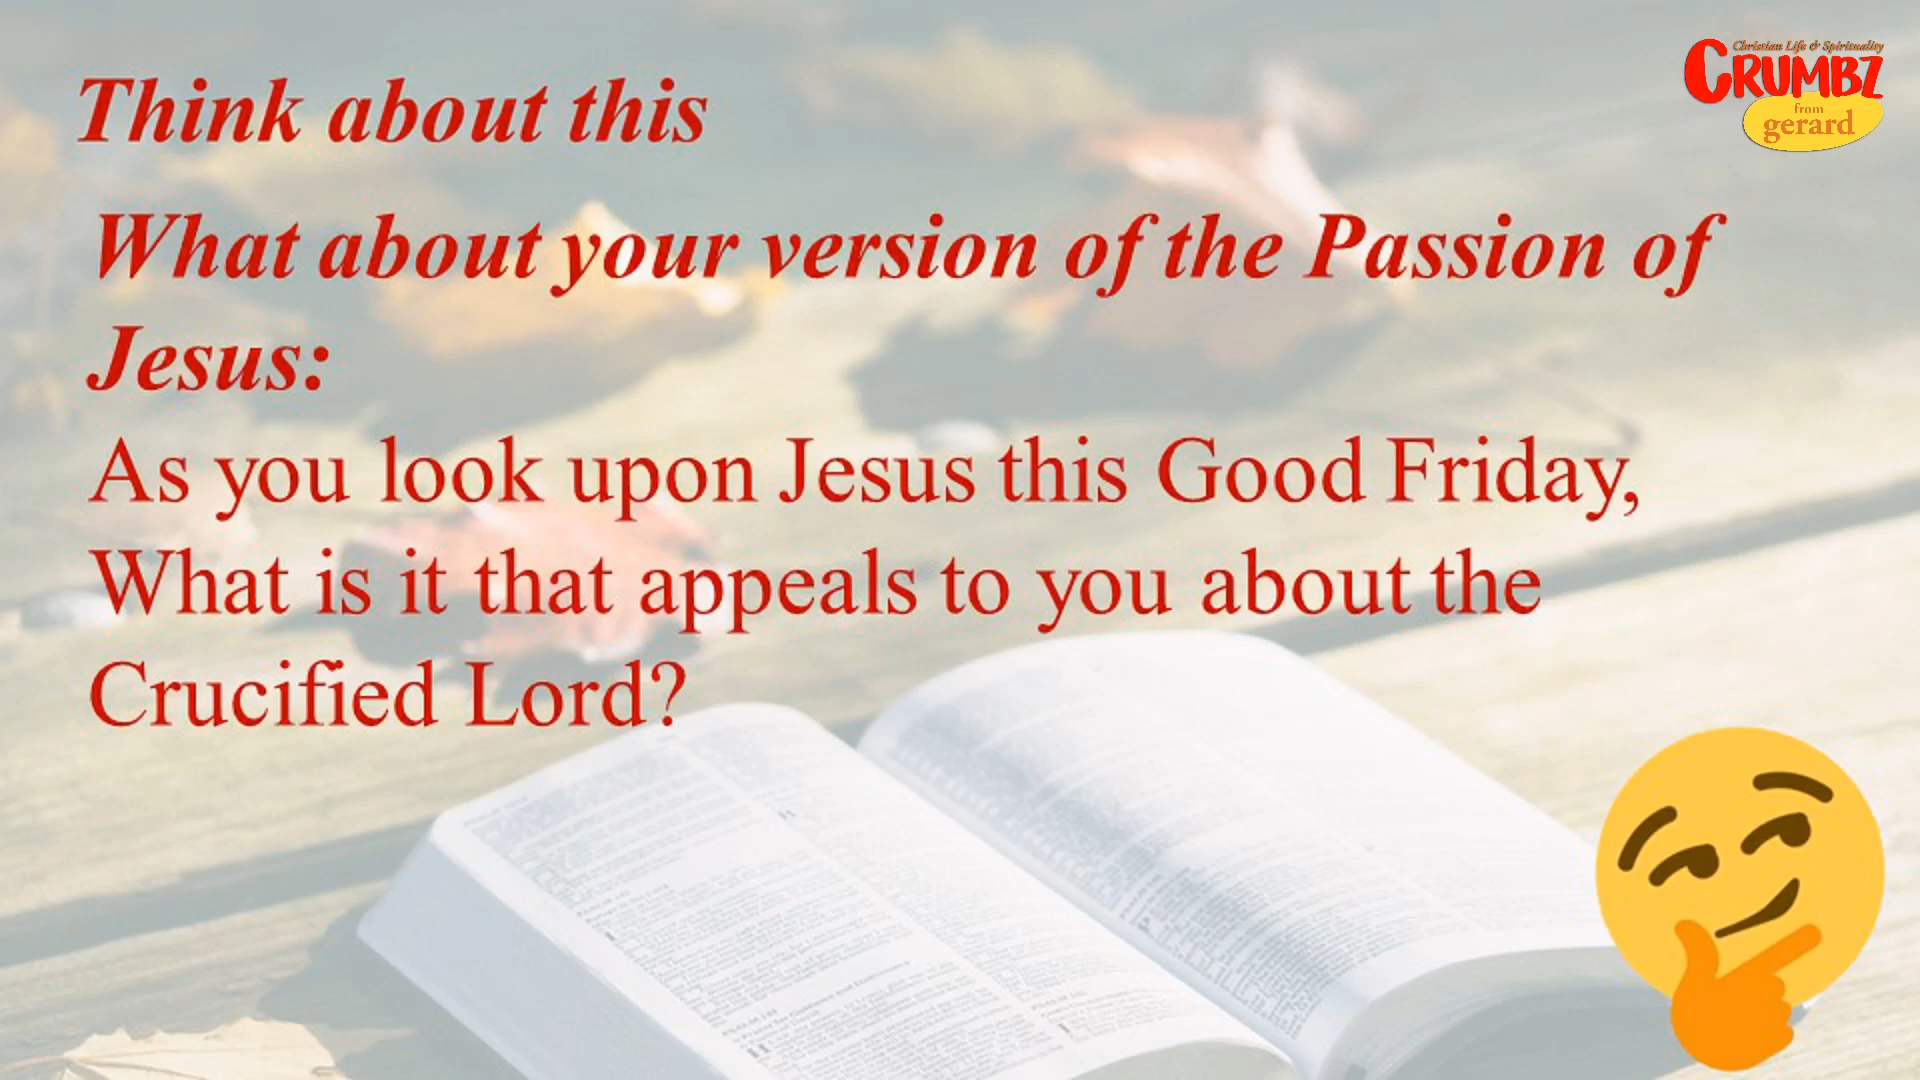 Christian Life & Spirituality
CRUMBZ
from
gerard
Think about this
What about your version of the Passion of
Jesus:
As you look upon Jesus this Good Friday,
What is it that appeals to you about the
Crucified Lord?